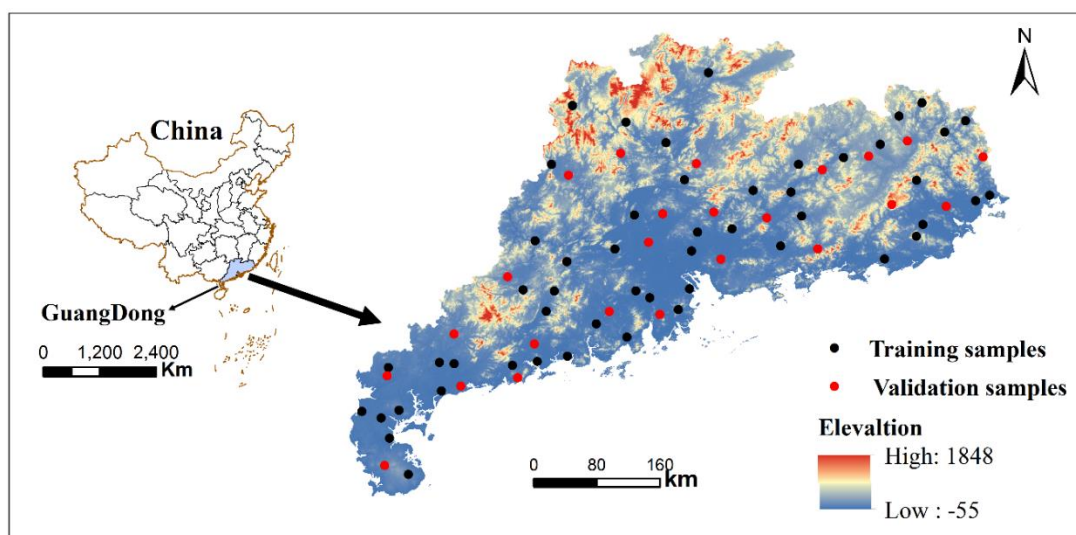 China
GuangDong
0 1,200 2,400
Km
N
Training samples
Validation samples
Elevaltion
High: 1848
Low : -55
0 80 160
km